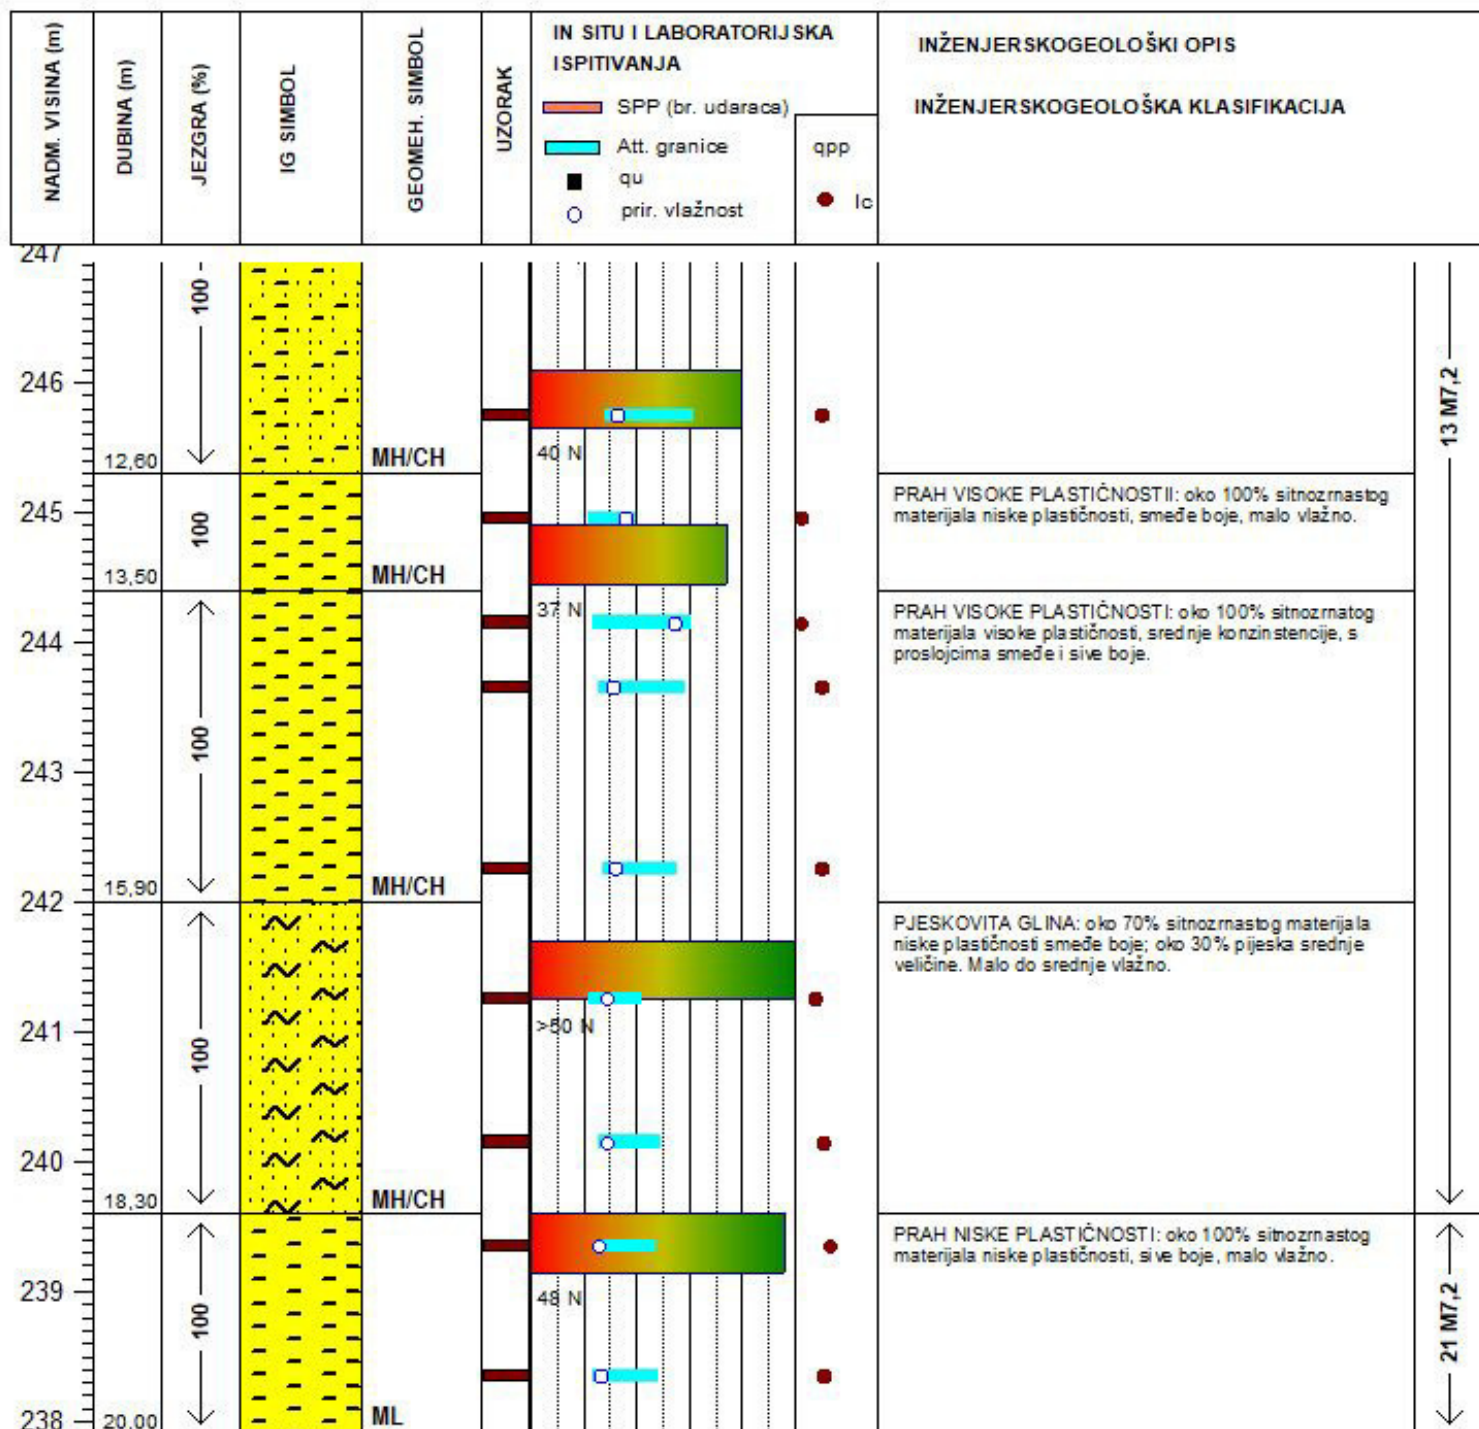 NADM. VISINA (m)
DUBINA (m)
JEZGRA (%)
IG SIMBOL
GEOMEH. SIMBOL
UZORAK
IN SITU I LABORATORIJSKA
ISPITIVANJA
SPP (br. udaraca)
Att. granice
qu
prir. vlažnost
qpp
Ic
INŽENJERSKOGEOLOŠKI OPIS
INŽENJERSKOGEOLOŠKA KLASIFIKACIJA
247
100
246
13 M7,2
40 N
12,60
MH/CH
245
100
PRAH VISOKE PLASTIČNOSTII: oko 100% sitnozrnastog
materijala niske plastičnosti, smeđe boje, malo vlažno.
13,50
MH/CH
37 N
244
PRAH VISOKE PLASTIČNOSTI: oko 100% sitnozrnatog
materijala visoke plastičnosti, srednje konzinstencije, s
proslojcima smeđe i sive boje.
100
243
15,90
MH/CH
242
PJESKOVITA GLINA: oko 70% sitnozrnastog materijala
niske plastičnosti smeđe boje; oko 30% pijeska srednje
veličine. Malo do srednje vlažno.
>50 N
241
100
240
18,30
MH/CH
PRAH NISKE PLASTIČNOSTI: oko 100% sitnozrnastog
materijala niske plastičnosti, sive boje, malo vlažno.
239
48 N
100
21 M7,2
238
20,00
ML